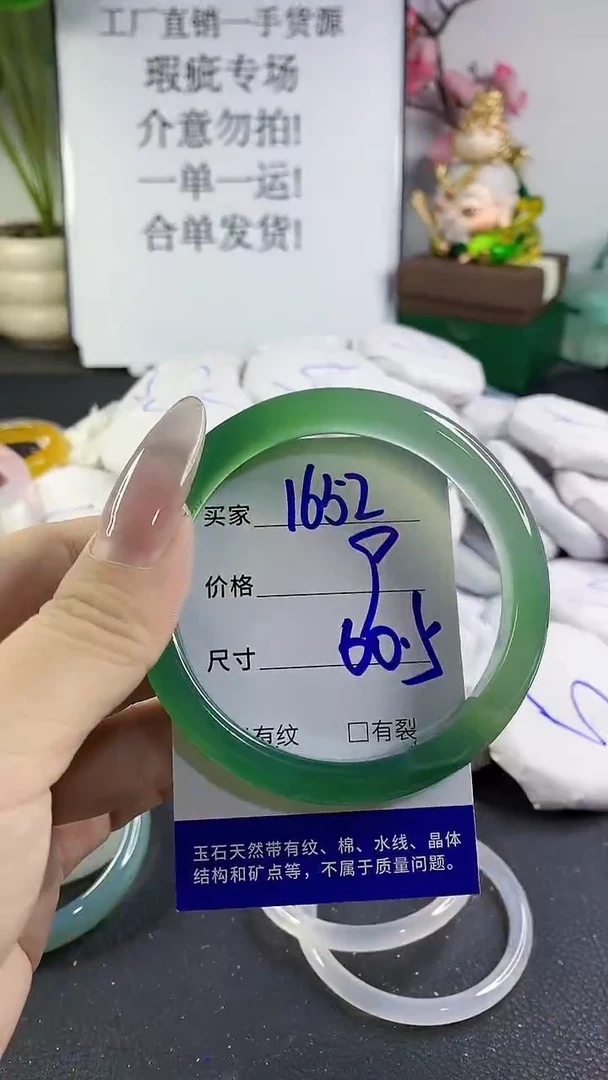 工厂直销一手货源
瑕疵专场
介意勿拍!
一单一运!
合单发货!
买家 1652
价格
尺寸 60.5
有纹 □有裂
玉石天然带有纹、棉、水线、晶体
结构和矿点等，不属于质量问题。